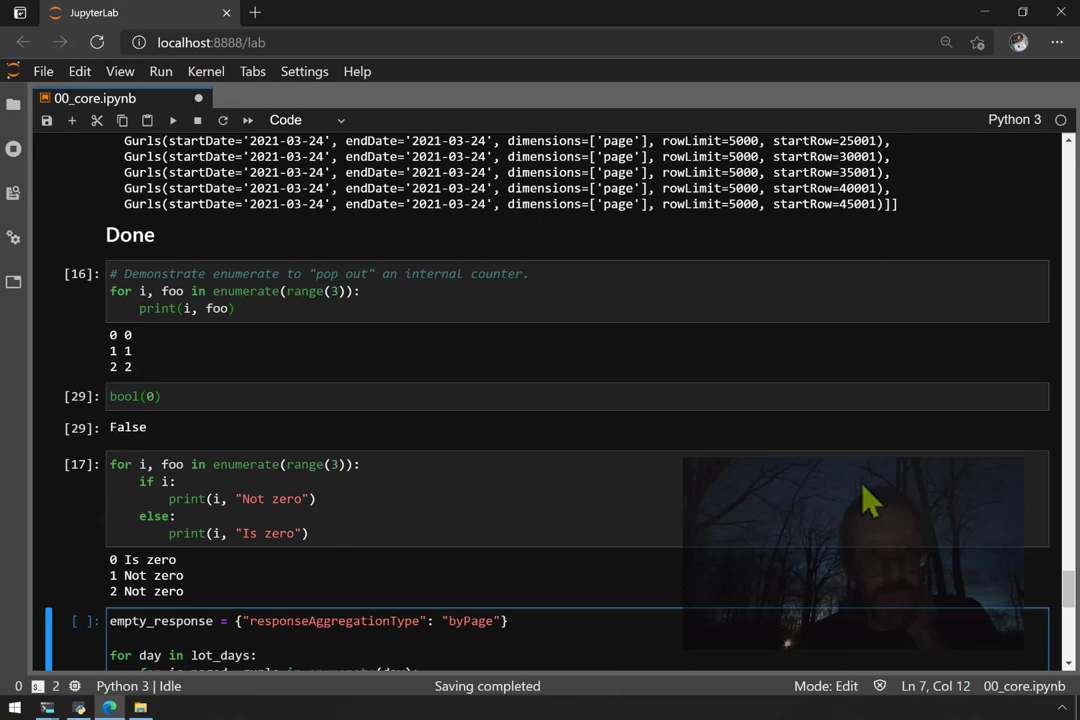 JupyterLab
localhost:8888/lab
File Edit View Run Kernel Tabs Settings Help
00_core.ipynb
Code
Python 3
Gurls(startDate='2021-03-24', endDate='2021-03-24', dimensions=['page'], rowLimit=5000, startRow=25001),
Gurls(startDate='2021-03-24', endDate='2021-03-24', dimensions=['page'], rowLimit=5000, startRow=30001),
Gurls(startDate='2021-03-24', endDate='2021-03-24', dimensions=['page'], rowLimit=5000, startRow=35001),
Gurls(startDate='2021-03-24', endDate='2021-03-24', dimensions=['page'], rowLimit=5000, startRow=40001),
Gurls(startDate='2021-03-24', endDate='2021-03-24', dimensions=['page'], rowLimit=5000, startRow=45001)]]
Done
[16]: # Demonstrate enumerate to "pop out" an internal counter.
for i, foo in enumerate(range(3)):
print(i, foo)
0 0
1 1
2 2
[29]: bool(0)
[29]: False
[17]: for i, foo in enumerate(range(3)):
if i:
print(i, "Not zero")
else:
print(i, "Is zero")
0 Is zero
1 Not zero
2 Not zero
[ ]: empty_response = {"responseAggregationType": "byPage"}
for day in lot_days:
0 2 Python 3 | Idle Saving completed Mode: Edit Ln 7, Col 12 00_core.ipynb